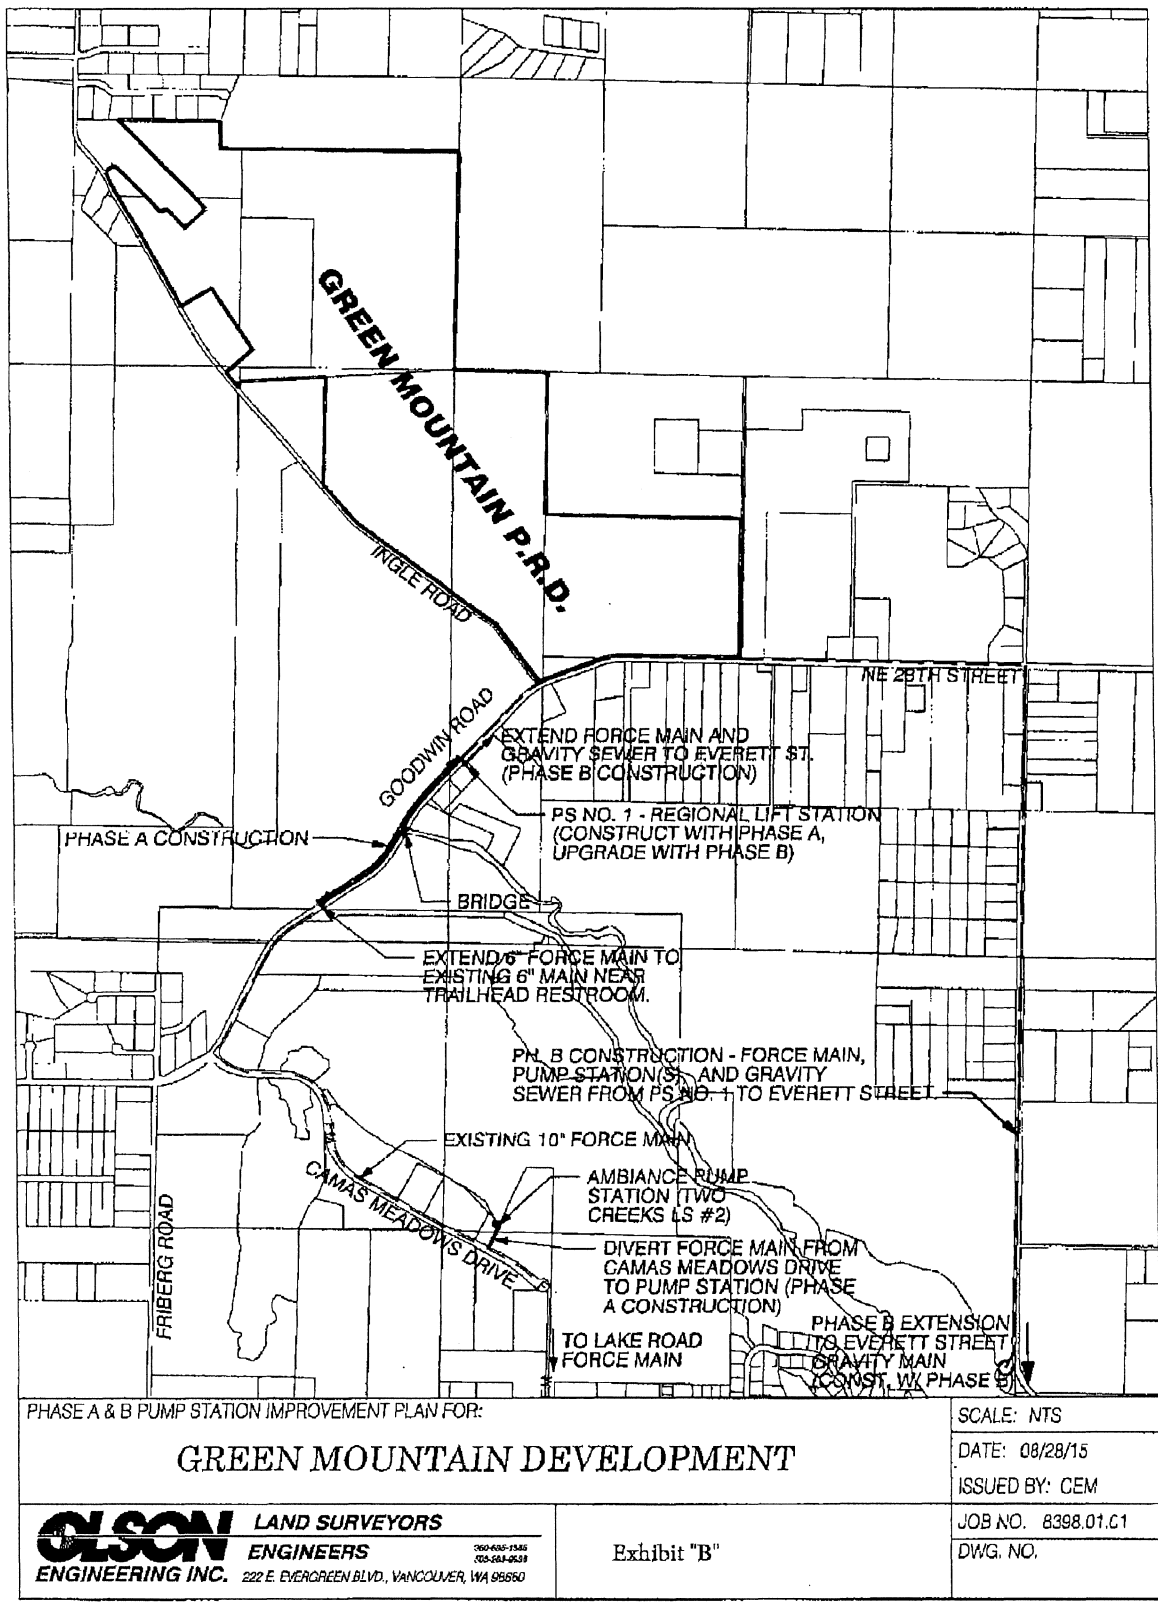 GREEN MOUNTAIN P.R.D.
INGLE ROAD
NE 28TH STREET
GOODWIN ROAD
EXTEND FORCE MAIN AND
GRAVITY SEWER TO EVERETT ST.
(PHASE B CONSTRUCTION)
PS NO. 1 - REGIONAL LIFT STATION
(CONSTRUCT WITH PHASE A,
UPGRADE WITH PHASE B)
PHASE A CONSTRUCTION
BRIDGE
EXTEND 6" FORCE MAIN TO
EXISTING 6" MAIN NEAR
TRAILHEAD RESTROOM.
PH. B CONSTRUCTION - FORCE MAIN,
PUMP STATION(S), AND GRAVITY
SEWER FROM PS NO. 1 TO EVERETT STREET.
EXISTING 10" FORCE MAIN
AMBIANCE PUMP
STATION (TWO
CREEKS LS #2)
CAMAS MEADOWS DRIVE
FRIBERG ROAD
DIVERT FORCE MAIN FROM
CAMAS MEADOWS DRIVE
TO PUMP STATION (PHASE
A CONSTRUCTION)
TO LAKE ROAD
FORCE MAIN
PHASE B EXTENSION
TO EVERETT STREET
GRAVITY MAIN
(CONST. W/ PHASE B)
PHASE A & B PUMP STATION IMPROVEMENT PLAN FOR:
GREEN MOUNTAIN DEVELOPMENT
SCALE: NTS
DATE: 08/28/15
ISSUED BY: CEM
JOB NO. 8398.01.01
DWG. NO.
OLSON
ENGINEERING INC.
LAND SURVEYORS
ENGINEERS
222 E. EVERGREEN BLVD., VANCOUVER, WA 98660
Exhibit "B"